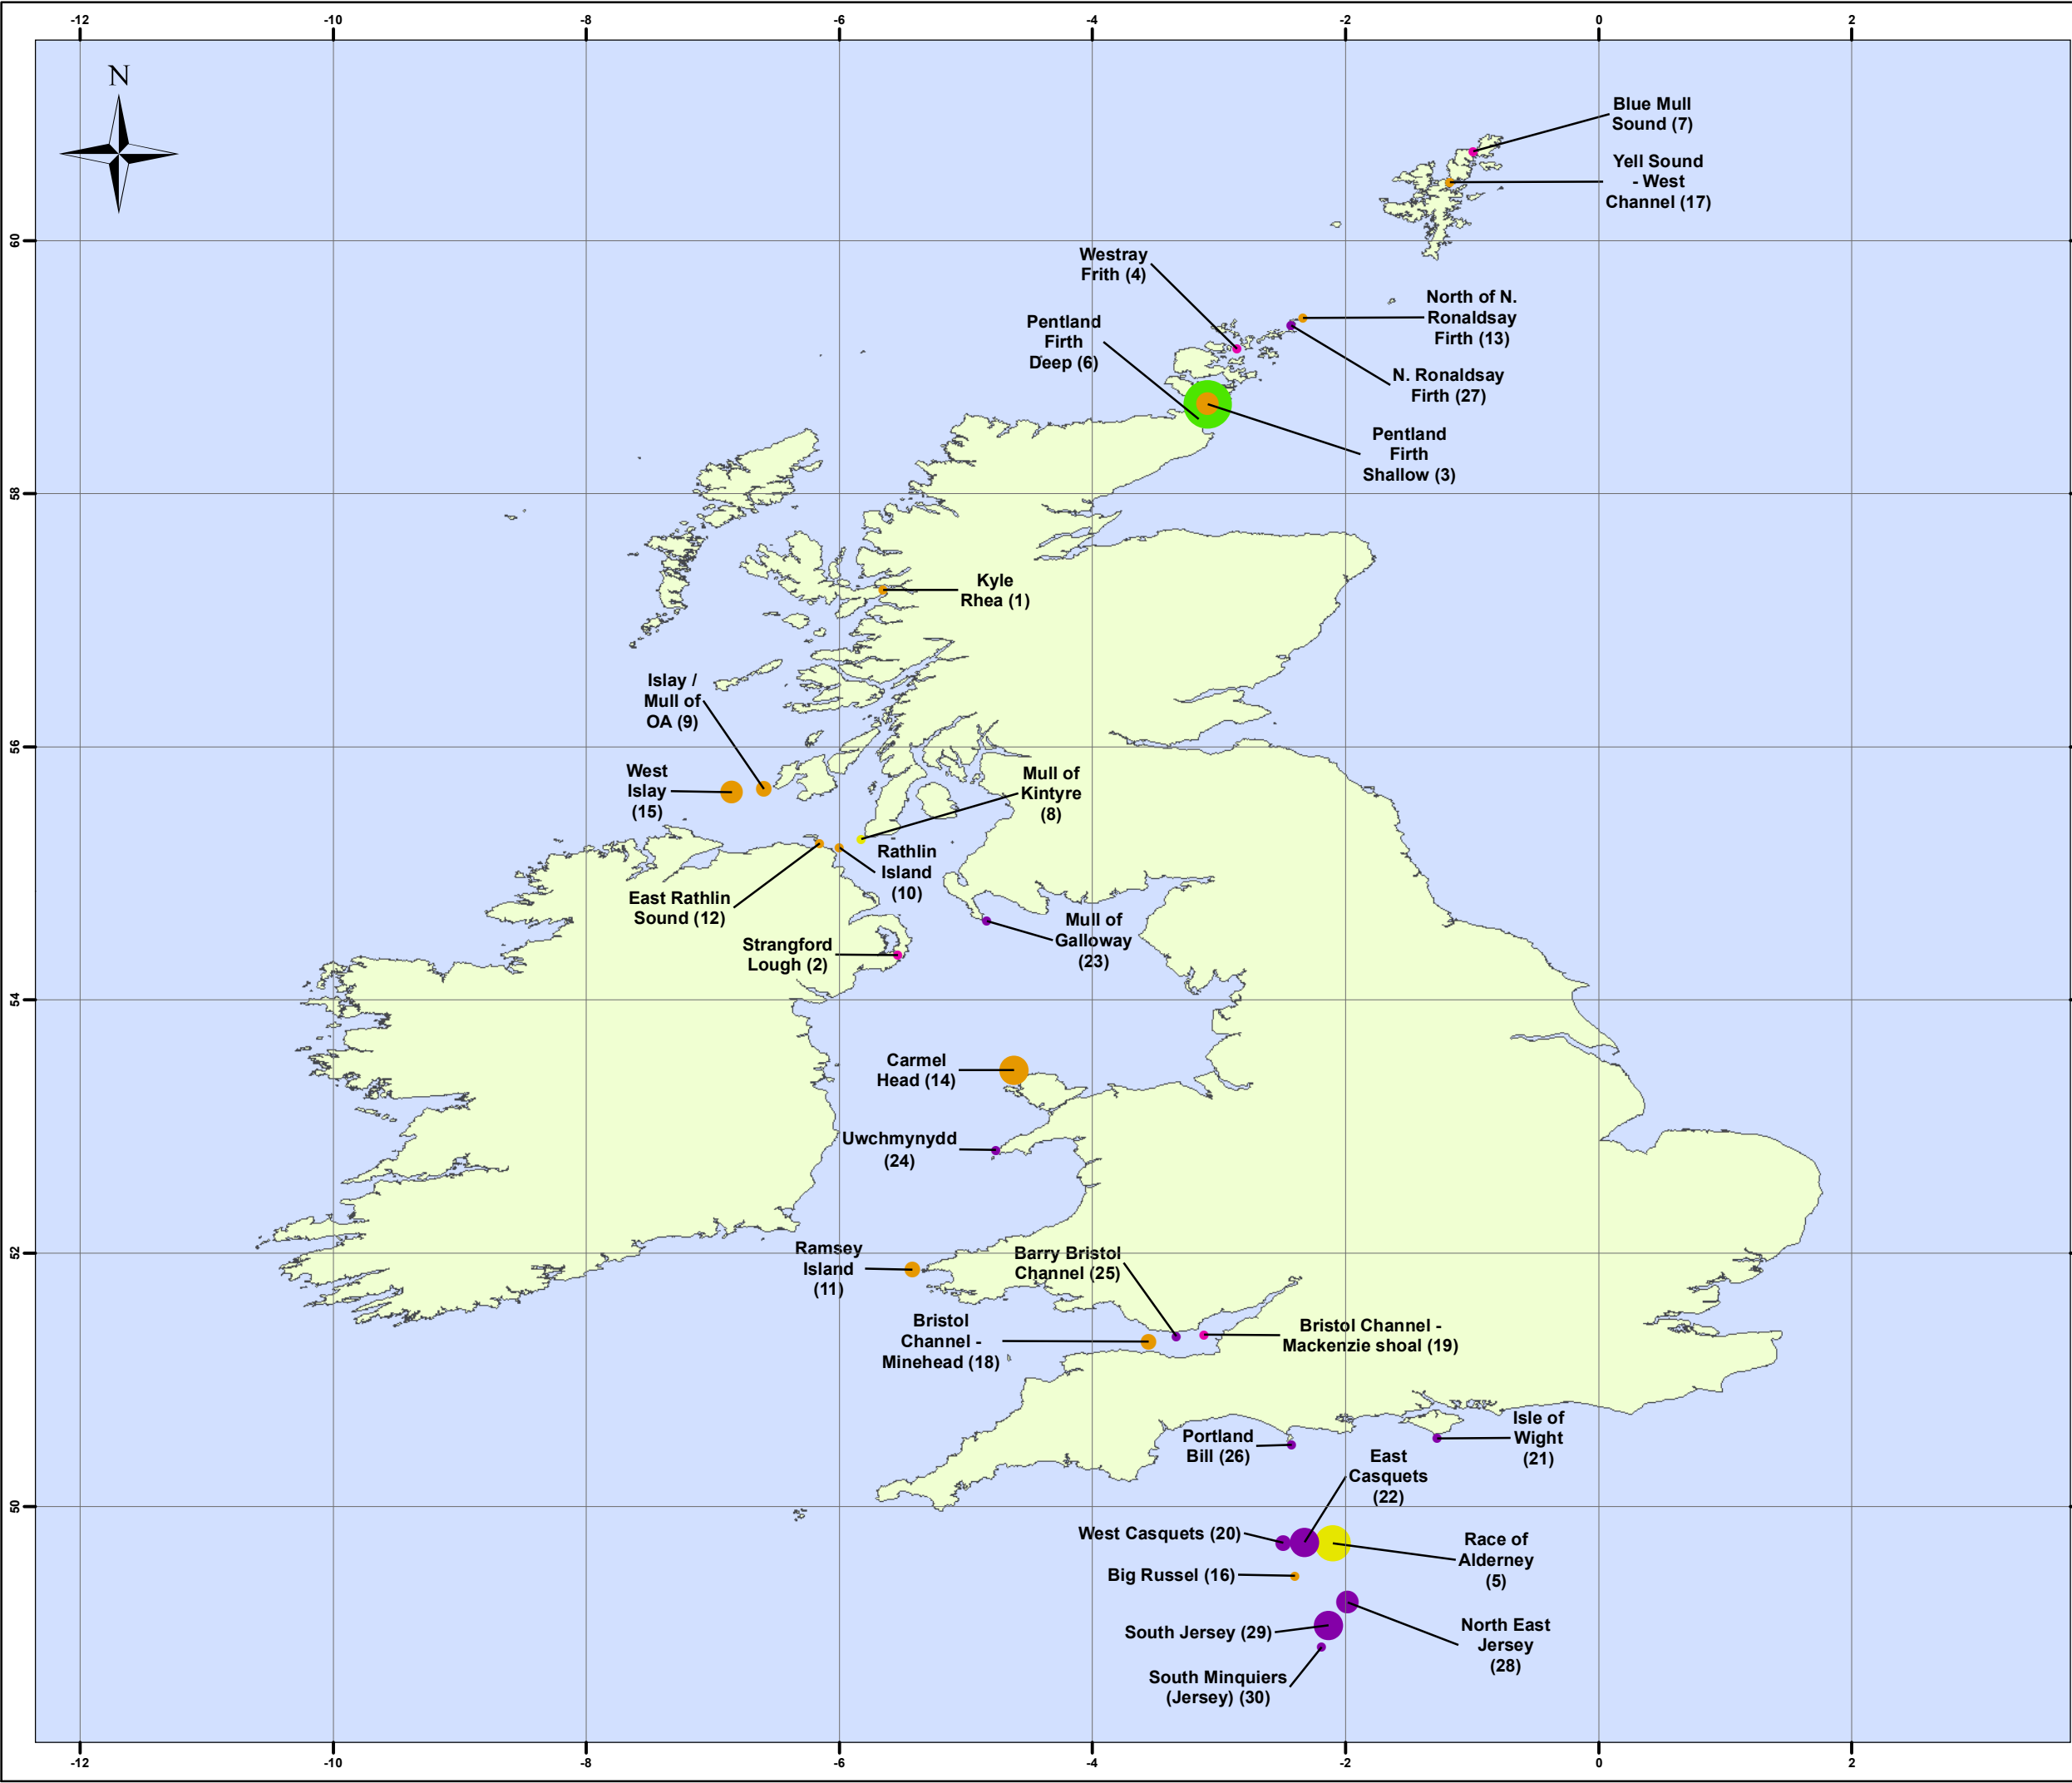 -12 -10 -8 -6 -4 -2 0 2
N
Blue Mull
Sound (7)
Yell Sound
- West
Channel (17)
60
Westray
Frith (4)
North of N.
Ronaldsay
Firth (13)
Pentland
Firth
Deep (6)
N. Ronaldsay
Firth (27)
Pentland
Firth
Shallow (3)
58
Kyle
Rhea (1)
Islay /
Mull of
OA (9)
56
West
Islay
(15)
Mull of
Kintyre
(8)
Rathlin
Island
(10)
East Rathlin
Sound (12)
Mull of
Galloway
(23)
Strangford
Lough (2)
54
Carmel
Head (14)
Uwchmynydd
(24)
52
Ramsey
Island
(11)
Barry Bristol
Channel (25)
Bristol
Channel -
Minehead (18)
Bristol Channel -
Mackenzie shoal (19)
Isle of
Wight
(21)
Portland
Bill (26)
East
Casquets
(22)
50
West Casquets (20)
Race of
Alderney
(5)
Big Russel (16)
South Jersey (29)
North East
Jersey
(28)
South Minquiers
(Jersey) (30)
-12 -10 -8 -6 -4 -2 0 2